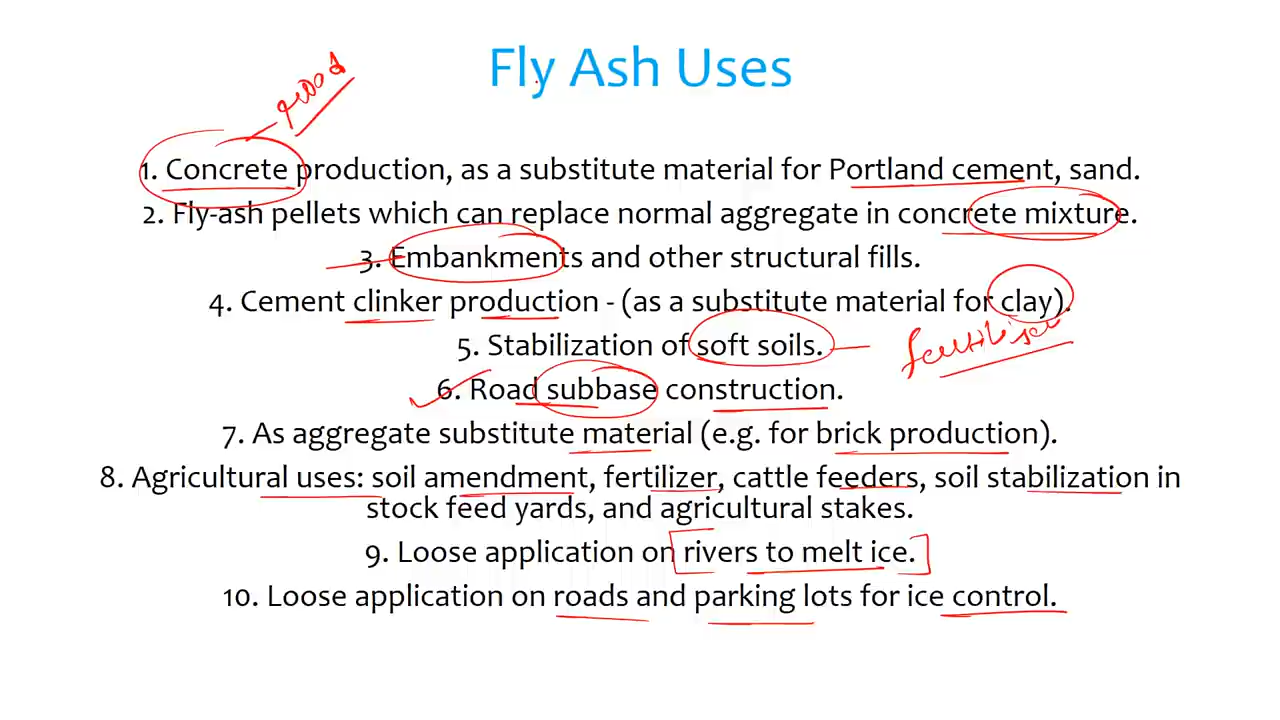 Fly Ash Uses
road
1. Concrete production, as a substitute material for Portland cement, sand.
2. Fly-ash pellets which can replace normal aggregate in concrete mixture.
3. Embankments and other structural fills.
4. Cement clinker production - (as a substitute material for clay).
5. Stabilization of soft soils.
fertiliser
6. Road subbase construction.
7. As aggregate substitute material (e.g. for brick production).
8. Agricultural uses: soil amendment, fertilizer, cattle feeders, soil stabilization in
stock feed yards, and agricultural stakes.
9. Loose application on rivers to melt ice.
10. Loose application on roads and parking lots for ice control.